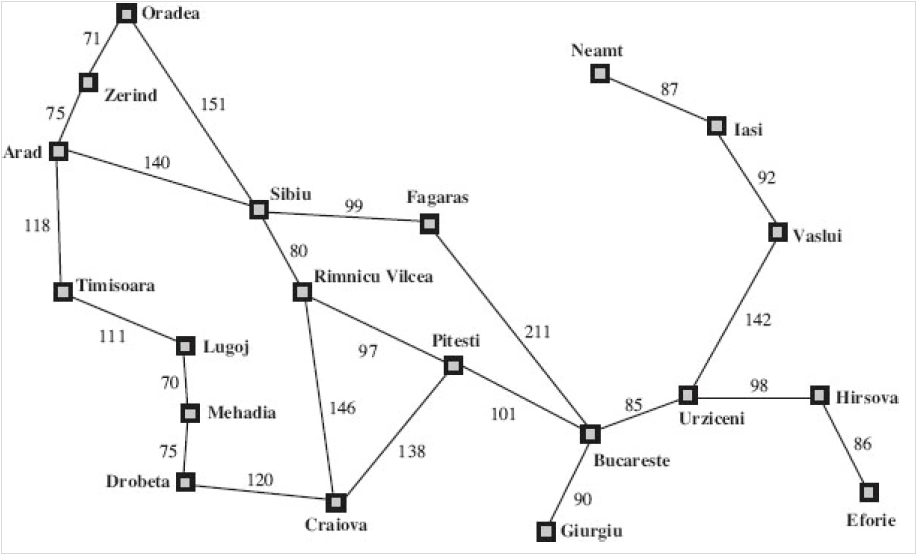 Oradea
71
Neamt
87
Zerind
151
75
Iasi
Arad
140
92
Sibiu
Fagaras
99
118
Vaslui
80
Timisoara
Rimnicu Vilcea
142
211
111
Lugoj
Pitesti
97
70
98
Mehadia
146
101
85
Urziceni
Hirsova
75
138
86
Drobeta
120
Bucareste
90
Craiova
Giurgiu
Eforie